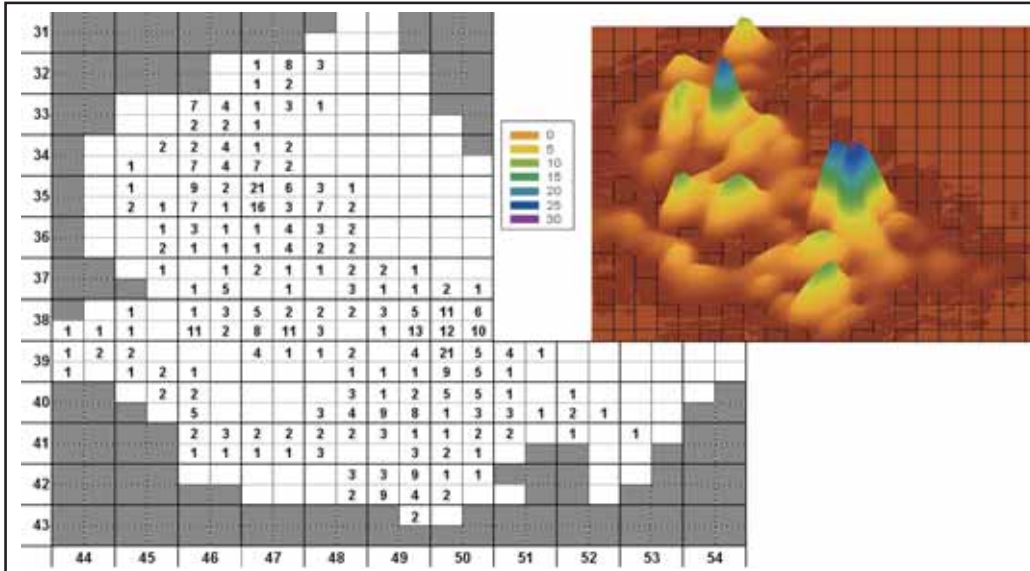 31
32 1 8 3
1 2
33 7 4 1 3 1
2 2 1
34 2 2 4 1 2
1 7 4 7 2
35 1 9 2 21 6 3 1
2 1 7 1 16 3 7 2
36 1 3 1 1 4 3 2
2 1 1 1 4 2 2
37 1 1 2 1 1 2 2 1
1 5 1 3 1 1 2 1
38 1 1 3 5 2 2 2 3 5 11 6
1 1 1 11 2 8 11 3 1 13 12 10
39 1 2 2 4 1 1 2 4 21 5 4 1
1 1 2 1 1 1 1 9 5 1
40 2 2 3 1 2 5 5 1 1
5 3 4 9 8 1 3 3 1 2 1
41 2 3 2 2 2 2 3 1 1 2 2 1 1
1 1 1 1 3 3 2 1
42 3 3 9 1 1
2 9 4 2
43 2
44 45 46 47 48 49 50 51 52 53 54
0
5
10
15
20
25
30